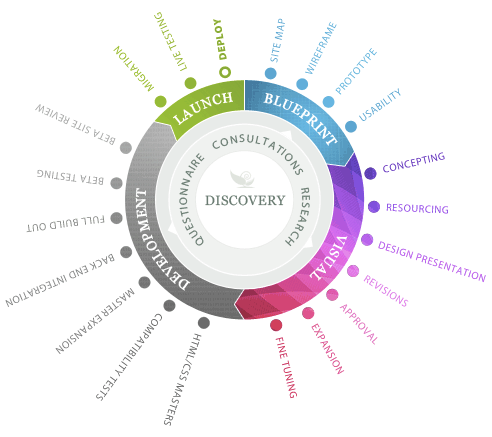 SITE MAP
WIREFRAME
PROTOTYPE
USABILITY
CONCEPTING
RESOURCING
DESIGN PRESENTATION
REVISIONS
APPROVAL
EXPANSION
FINE TUNING
HTML/CSS MASTERS
COMPATIBILITY TESTS
MASTER EXPANSION
BACK END INTEGRATION
FULL BUILD OUT
BETA TESTING
BETA SITE REVIEW
MIGRATION
LIVE TESTING
DEPLOY
BLUEPRINT
VISUAL
DEVELOPMENT
LAUNCH
QUESTIONNAIRE
CONSULTATIONS
RESEARCH
DISCOVERY